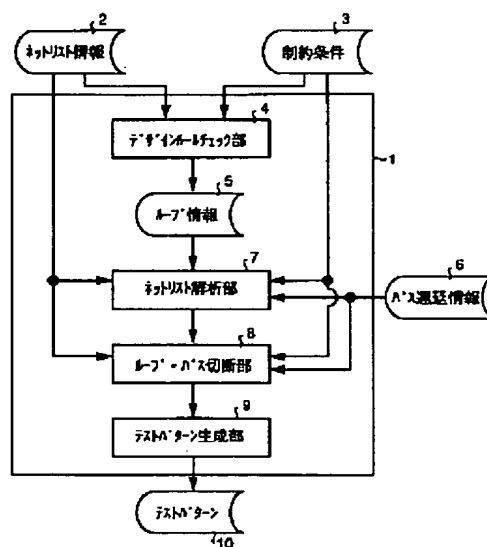 2
ネットリスト情報
3
制約条件
4
デザインルールチェック部
1
5
ループ情報
7
ネットリスト解析部
6
パス遅延情報
8
ループ・パス切断部
9
テストパターン生成部
テストパターン
10